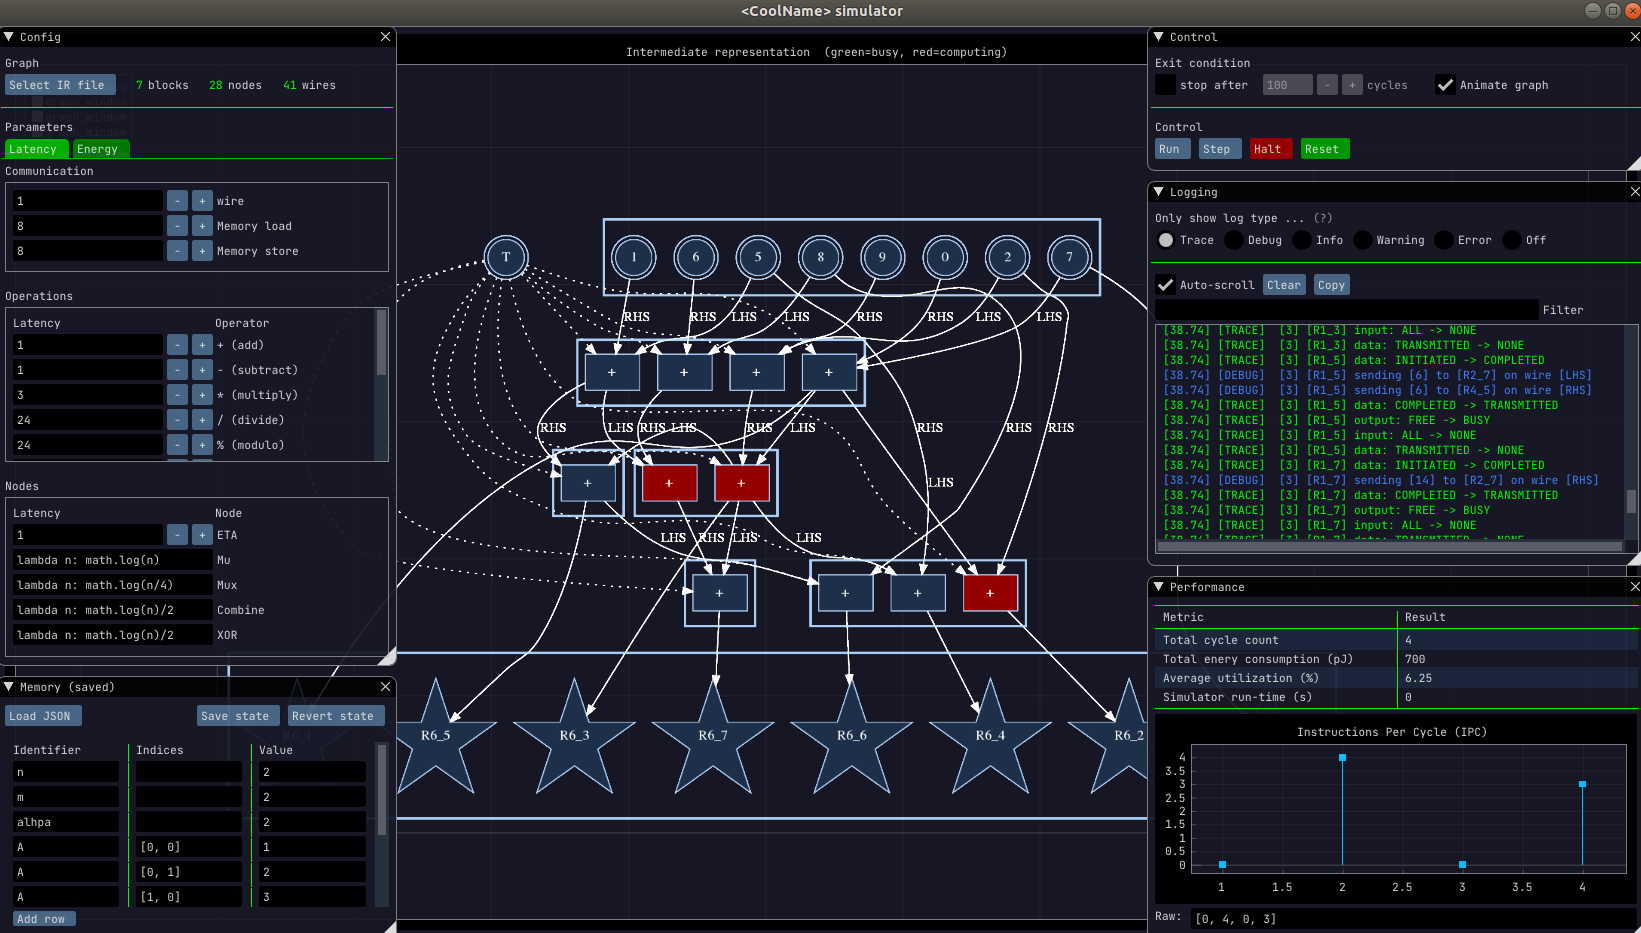 <CoolName> simulator
Config
Graph
Select IR file 7 blocks 28 nodes 41 wires
Parameters
Latency Energy
Communication
1 - + wire
8 - + Memory load
8 - + Memory store
Operations
Latency Operator
1 - + + (add)
1 - + - (subtract)
3 - + * (multiply)
24 - + / (divide)
24 - + % (modulo)
Nodes
Latency Node
1 - + ETA
lambda n: math.log(n) Mu
lambda n: math.log(n/4) Mux
lambda n: math.log(n)/2 Combine
lambda n: math.log(n)/2 XOR
Memory (saved)
Load JSON Save state Revert state
Identifier Indices Value
n 2
m 2
alhpa 2
A [0, 0] 1
A [0, 1] 2
A [1, 0] 3
Add row
Intermediate representation (green=busy, red=computing)
T 1 6 5 8 9 0 2 7
RHS RHS LHS LHS RHS RHS LHS LHS
+ + + +
RHS LHS RHS LHS RHS LHS RHS RHS RHS
+ + +
LHS
LHS RHS LHS LHS
+ + + +
R6_5 R6_3 R6_7 R6_6 R6_4 R6_2
Control
Exit condition
stop after 100 - + cycles Animate graph
Control
Run Step Halt Reset
Logging
Only show log type ... (?)
Trace Debug Info Warning Error Off
Auto-scroll Clear Copy
Filter
[38.74] [TRACE] [3] [R1_3] input: ALL -> NONE
[38.74] [TRACE] [3] [R1_3] data: TRANSMITTED -> NONE
[38.74] [TRACE] [3] [R1_5] data: INITIATED -> COMPLETED
[38.74] [DEBUG] [3] [R1_5] sending [6] to [R2_7] on wire [LHS]
[38.74] [DEBUG] [3] [R1_5] sending [6] to [R4_5] on wire [RHS]
[38.74] [TRACE] [3] [R1_5] data: COMPLETED -> TRANSMITTED
[38.74] [TRACE] [3] [R1_5] output: FREE -> BUSY
[38.74] [TRACE] [3] [R1_5] input: ALL -> NONE
[38.74] [TRACE] [3] [R1_5] data: TRANSMITTED -> NONE
[38.74] [TRACE] [3] [R1_7] data: INITIATED -> COMPLETED
[38.74] [DEBUG] [3] [R1_7] sending [14] to [R2_7] on wire [RHS]
[38.74] [TRACE] [3] [R1_7] data: COMPLETED -> TRANSMITTED
[38.74] [TRACE] [3] [R1_7] output: FREE -> BUSY
[38.74] [TRACE] [3] [R1_7] input: ALL -> NONE
[38.74] [TRACE] [3] [R1_7] data: TRANSMITTED -> NONE
Performance
Metric Result
Total cycle count 4
Total enery consumption (pJ) 700
Average utilization (%) 6.25
Simulator run-time (s) 0
Instructions Per Cycle (IPC)
4
3.5
3
2.5
2
1.5
1
0.5
0
1 1.5 2 2.5 3 3.5 4
Raw: [0, 4, 0, 3]